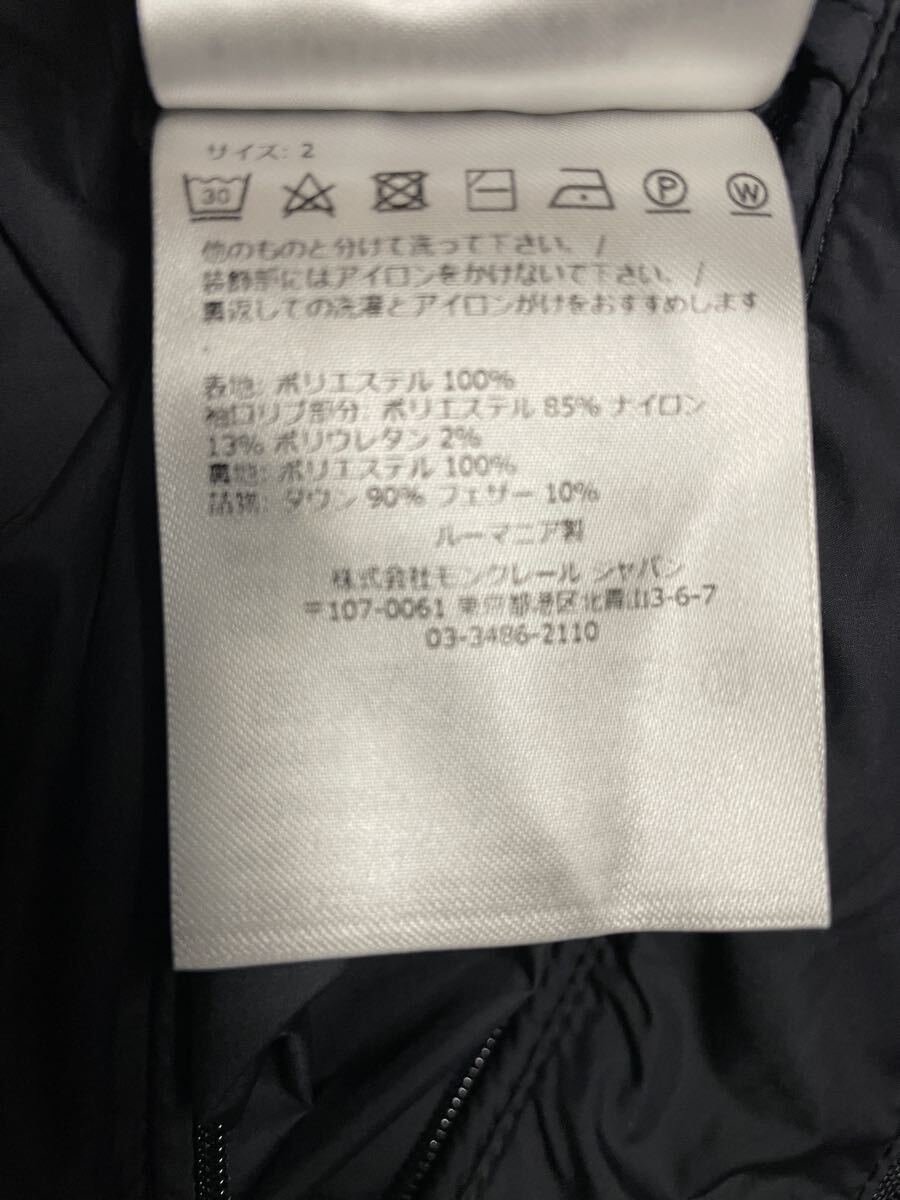 サイズ: 2
30 P W
他のものと分けて洗って下さい、/
装飾部にはアイロンをかけないで下さい、/
裏返しての洗濯とアイロンがけをおすすめします
.
表地: ポリエステル 100%
袖口リブ部分: ポリエステル 85% ナイロン
13% ポリウレタン 2%
裏地: ポリエステル 100%
詰物: ダウン 90% フェザー 10%
ルーマニア製
株式会社モンクレール ジャパン
〒107-0061 東京都港区北青山3-6-7
03-3486-2110